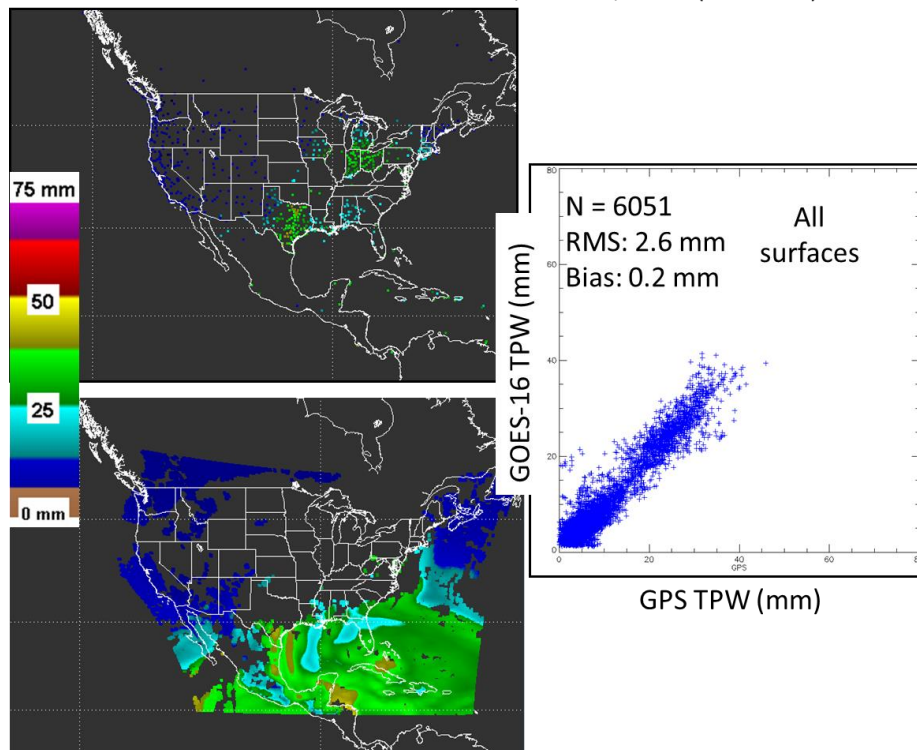 75 mm
50
25
0 mm
N = 6051
RMS: 2.6 mm
Bias: 0.2 mm
All
surfaces
GOES-16 TPW (mm)
80
60
40
20
0
20
40
60
80
GPS
GPS TPW (mm)